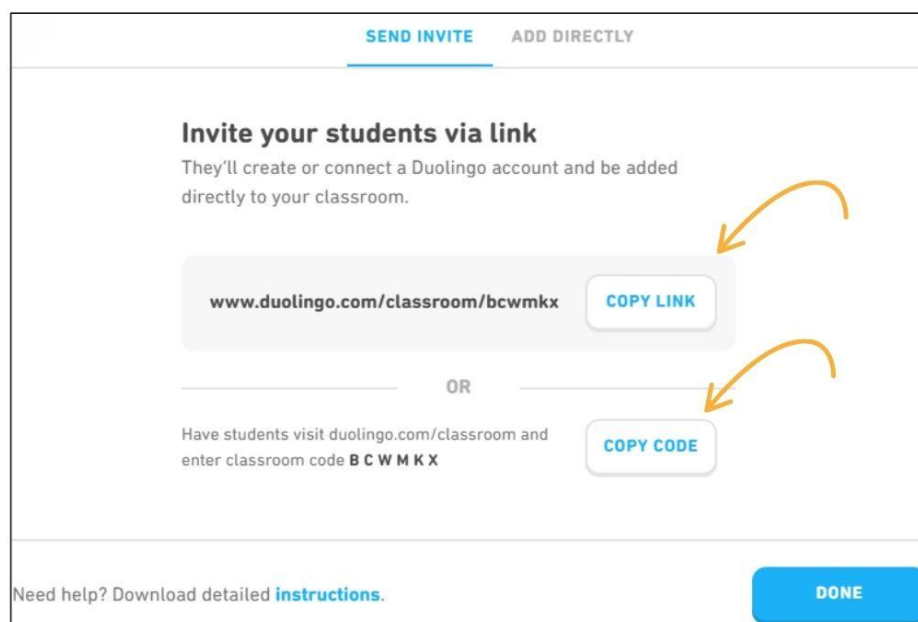 SEND INVITE ADD DIRECTLY
Invite your students via link
They'll create or connect a Duolingo account and be added
directly to your classroom.
www.duolingo.com/classroom/bcwmkx COPY LINK
OR
Have students visit duolingo.com/classroom and
enter classroom code B C W M K X
COPY CODE
Need help? Download detailed instructions.
DONE